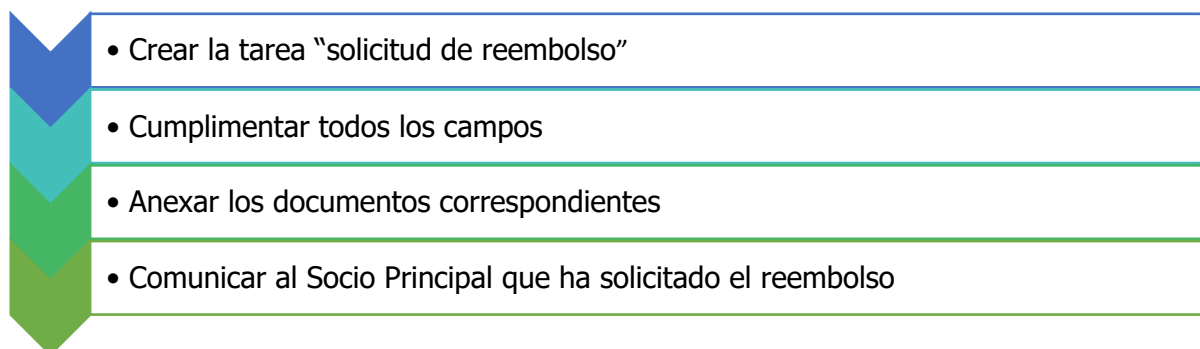 • Crear la tarea “solicitud de reembolso”
• Cumplimentar todos los campos
• Anexar los documentos correspondientes
• Comunicar al Socio Principal que ha solicitado el reembolso